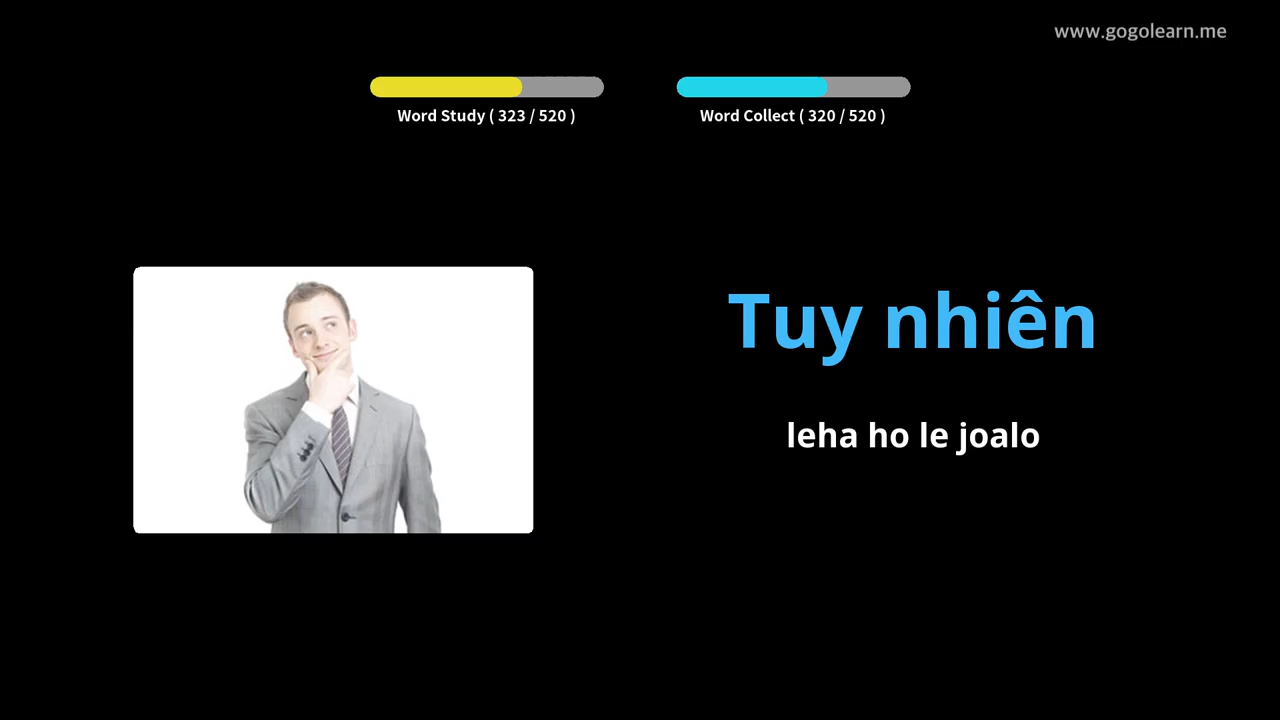 www.gogolearn.me
Word Study ( 323 / 520 )
Word Collect ( 320 / 520 )
Tuy nhiên
leha ho le joalo